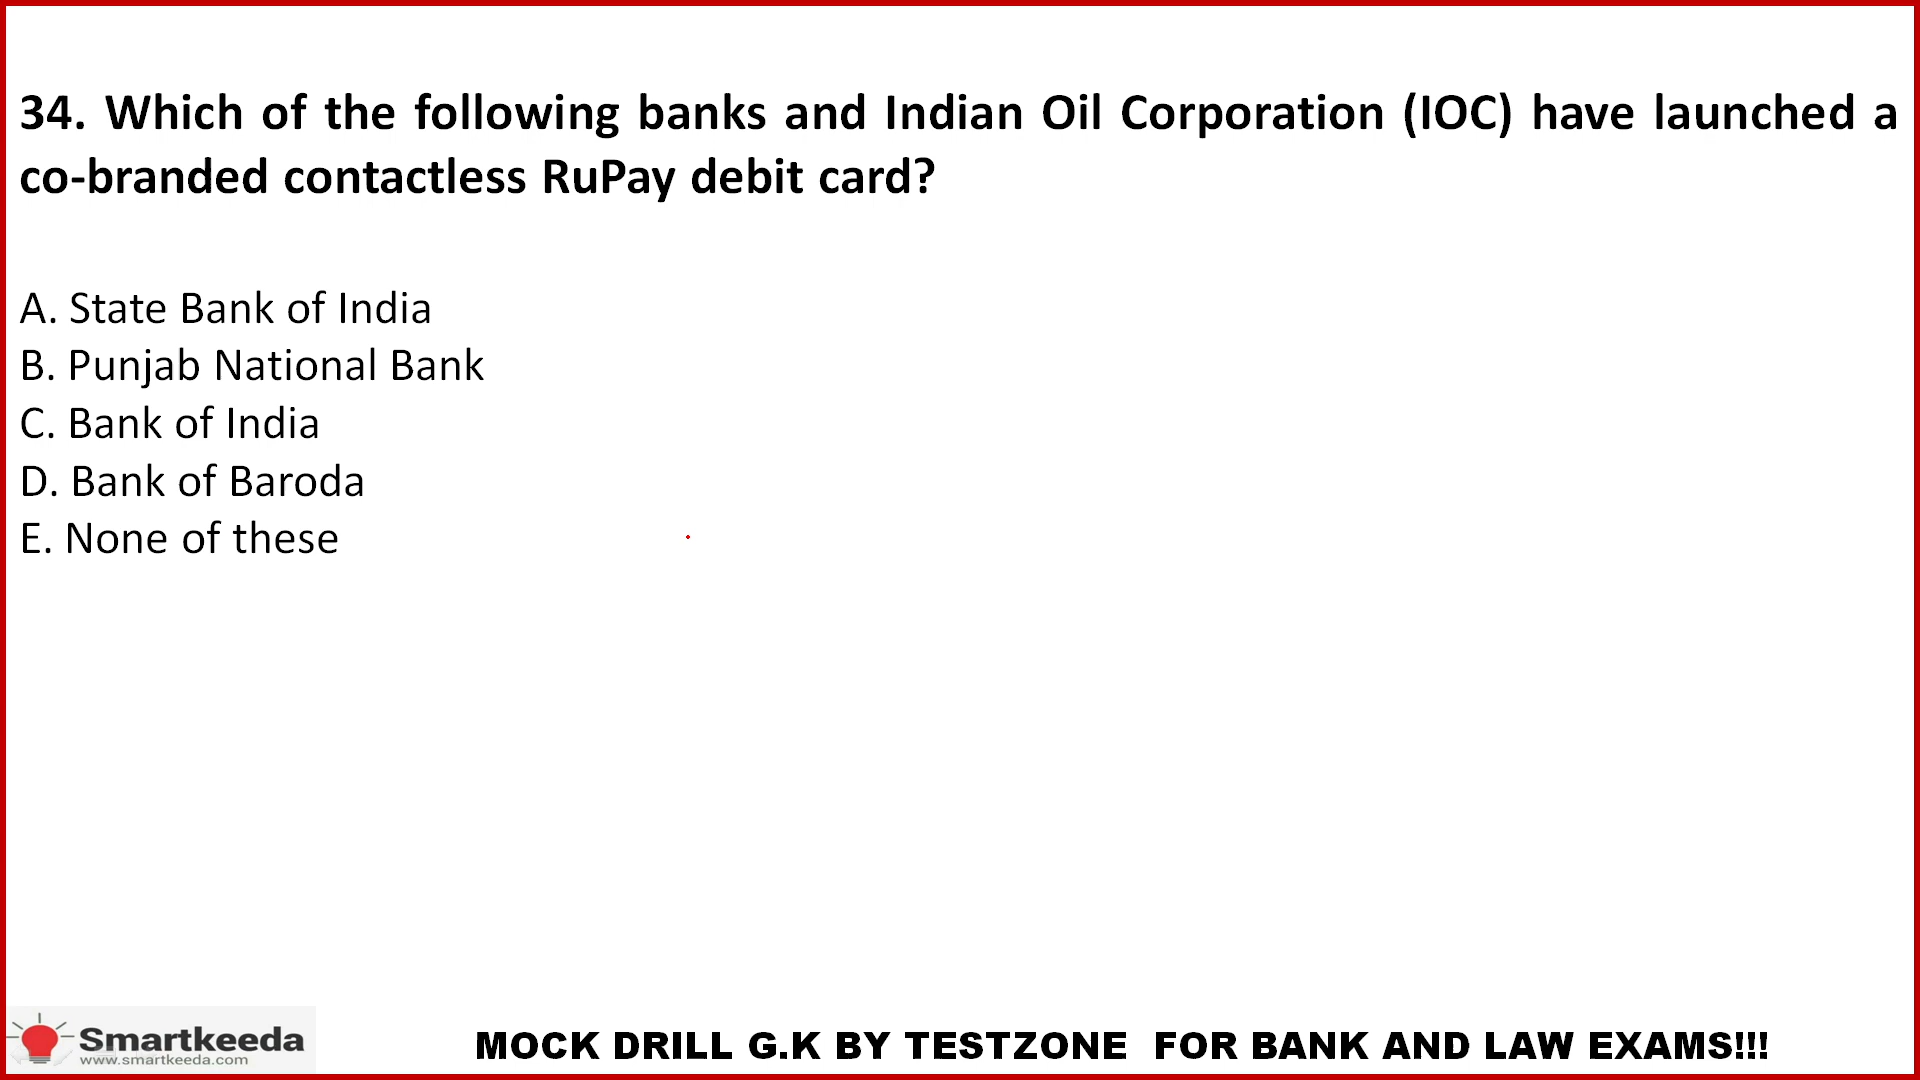 34. Which of the following banks and Indian Oil Corporation (IOC) have launched a
co-branded contactless RuPay debit card?
A. State Bank of India
B. Punjab National Bank
C. Bank of India
D. Bank of Baroda
E. None of these
Smartkeeda
www.smartkeeda.com
MOCK DRILL G.K BY TESTZONE FOR BANK AND LAW EXAMS!!!